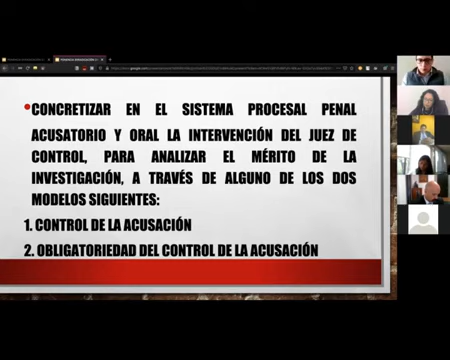 •CONCRETIZAR EN EL SISTEMA PROCESAL PENAL
ACUSATORIO Y ORAL LA INTERVENCIÓN DEL JUEZ DE
CONTROL, PARA ANALIZAR EL MÉRITO DE LA
INVESTIGACIÓN, A TRAVÉS DE ALGUNO DE LOS DOS
MODELOS SIGUIENTES:
1. CONTROL DE LA ACUSACIÓN
2. OBLIGATORIEDAD DEL CONTROL DE LA ACUSACIÓN